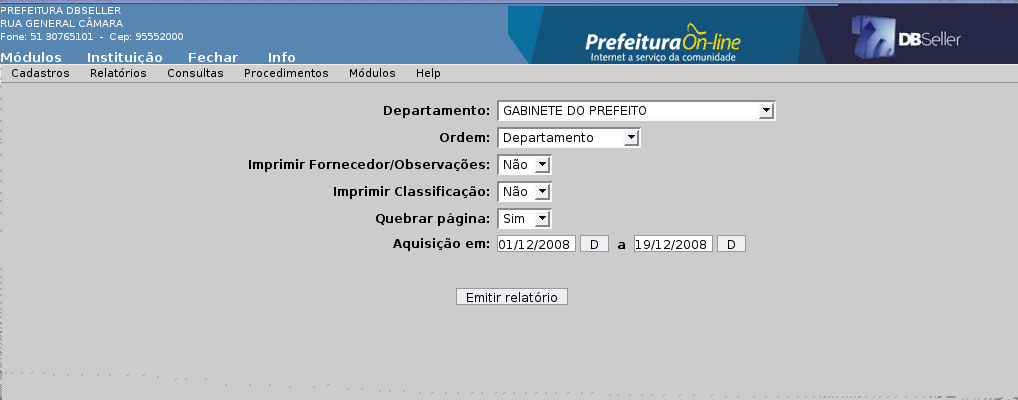 PREFEITURA DBSELLER
RUA GENERAL CÂMARA
Fone: 51 30765101 - Cep: 95552000
PrefeituraOn-line
Internet a serviço da comunidade
DBSeller
Módulos Instituição Fechar Info
Cadastros Relatórios Consultas Procedimentos Módulos Help
Departamento: GABINETE DO PREFEITO
Ordem: Departamento
Imprimir Fornecedor/Observações: Não
Imprimir Classificação: Não
Quebrar página: Sim
Aquisição em: 01/12/2008 D a 19/12/2008 D
Emitir relatório